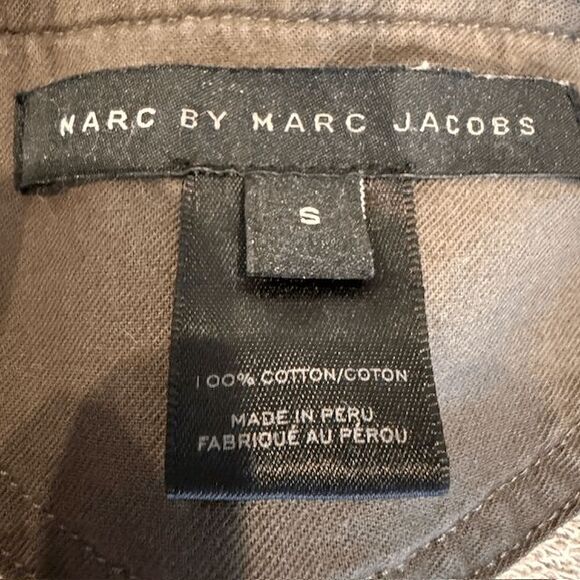 MARC BY MARC JACOBS
S
100% COTTON/COTON
MADE IN PERU
FABRIQUÉ AU PÉROU